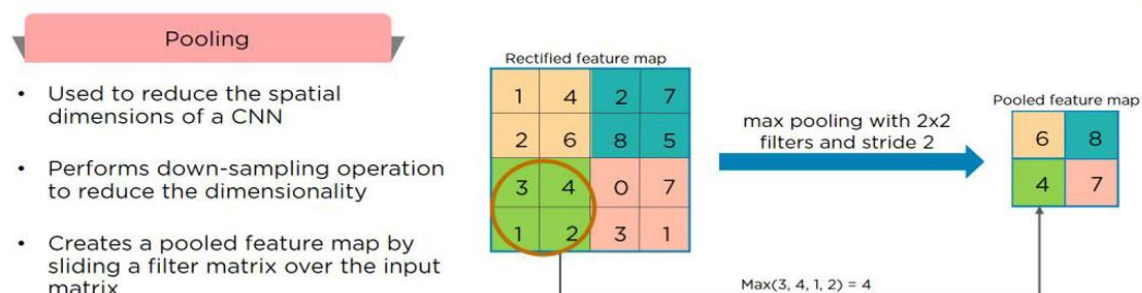 Pooling
• Used to reduce the spatial
dimensions of a CNN
• Performs down-sampling operation
to reduce the dimensionality
• Creates a pooled feature map by
sliding a filter matrix over the input
matrix
Rectified feature map
1 4 2 7
2 6 8 5
3 4 0 7
1 2 3 1
max pooling with 2x2
filters and stride 2
Pooled feature map
6 8
4 7
Max(3, 4, 1, 2) = 4